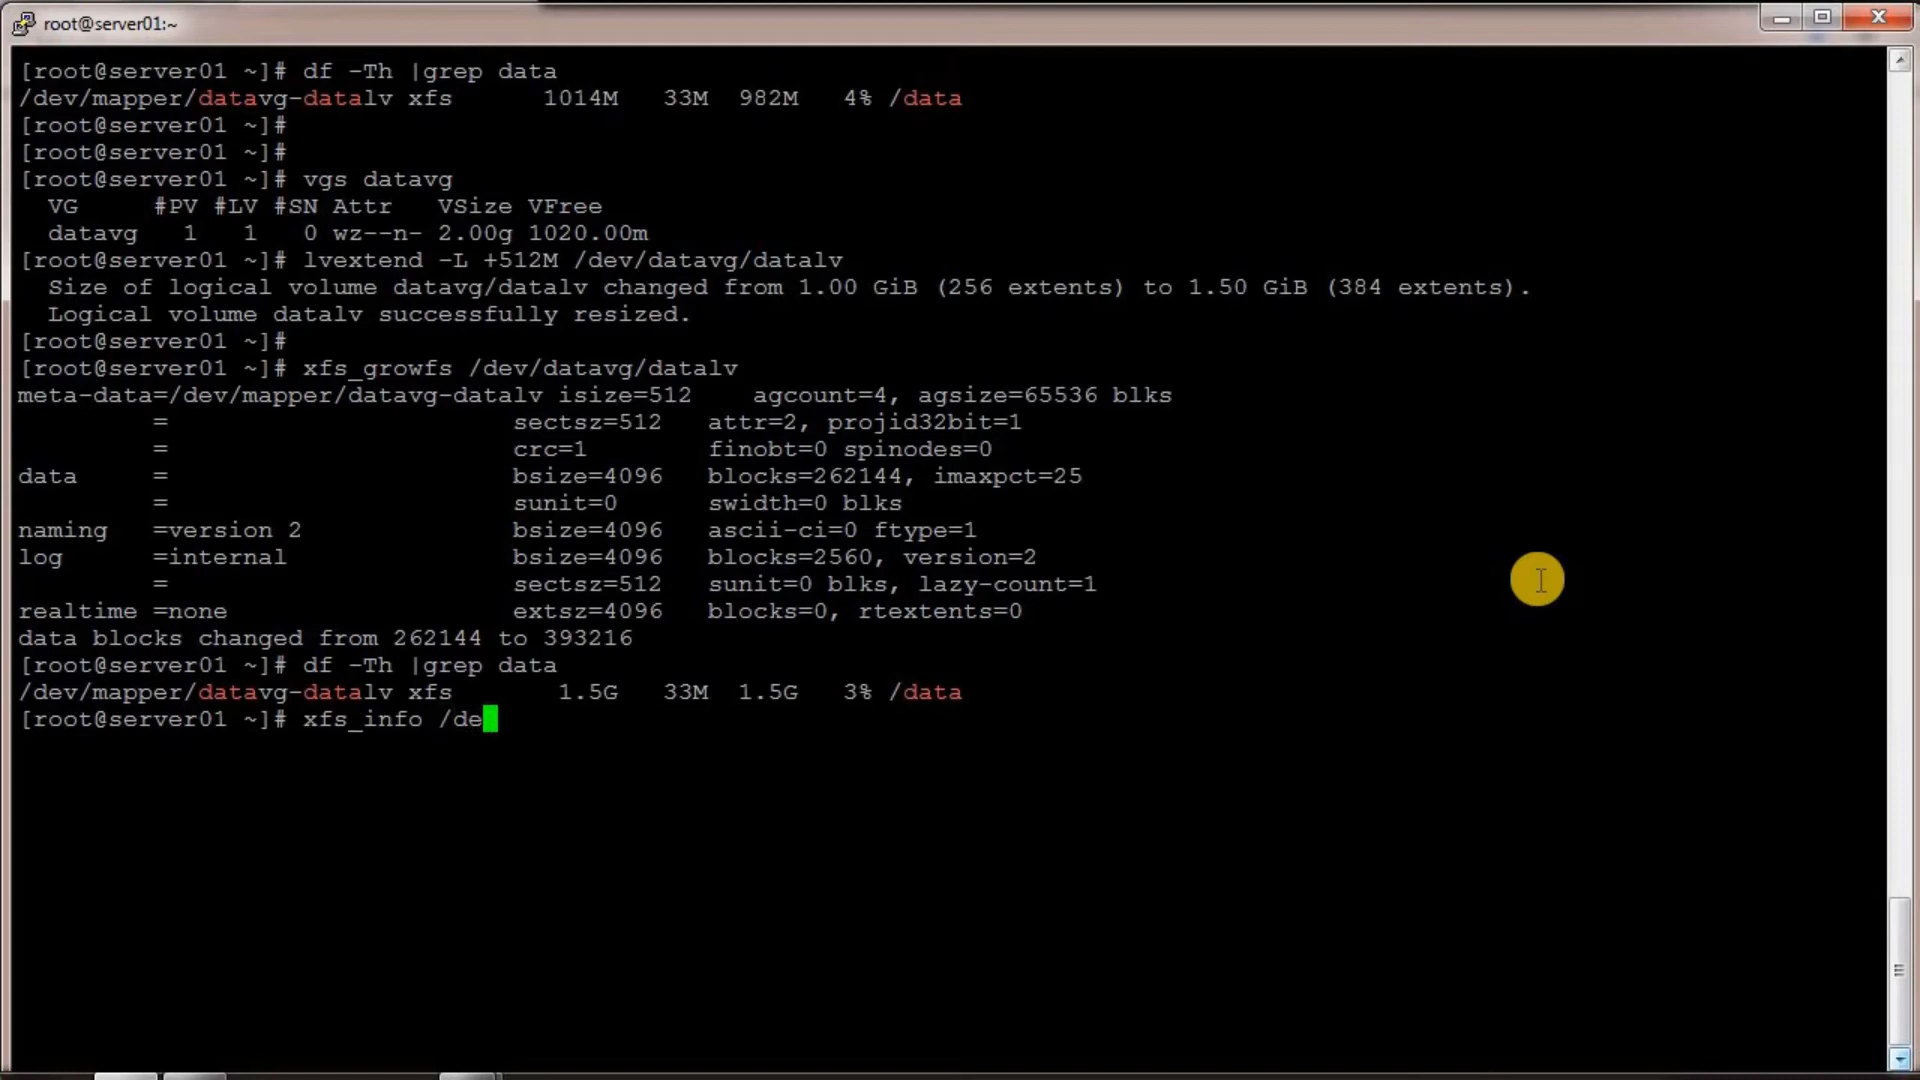 root@server01:~
[root@server01 ~]# df -Th |grep data
/dev/mapper/datavg-datalv xfs      1014M   33M  982M   4% /data
[root@server01 ~]#
[root@server01 ~]#
[root@server01 ~]# vgs datavg
  VG     #PV #LV #SN Attr   VSize VFree
  datavg   1   1   0 wz--n- 2.00g 1020.00m
[root@server01 ~]# lvextend -L +512M /dev/datavg/datalv
  Size of logical volume datavg/datalv changed from 1.00 GiB (256 extents) to 1.50 GiB (384 extents).
  Logical volume datalv successfully resized.
[root@server01 ~]#
[root@server01 ~]# xfs_growfs /dev/datavg/datalv
meta-data=/dev/mapper/datavg-datalv isize=512    agcount=4, agsize=65536 blks
         =                       sectsz=512   attr=2, projid32bit=1
         =                       crc=1        finobt=0 spinodes=0
data     =                       bsize=4096   blocks=262144, imaxpct=25
         =                       sunit=0      swidth=0 blks
naming   =version 2              bsize=4096   ascii-ci=0 ftype=1
log      =internal               bsize=4096   blocks=2560, version=2
         =                       sectsz=512   sunit=0 blks, lazy-count=1
realtime =none                   extsz=4096   blocks=0, rtextents=0
data blocks changed from 262144 to 393216
[root@server01 ~]# df -Th |grep data
/dev/mapper/datavg-datalv xfs       1.5G   33M  1.5G   3% /data
[root@server01 ~]# xfs_info /de